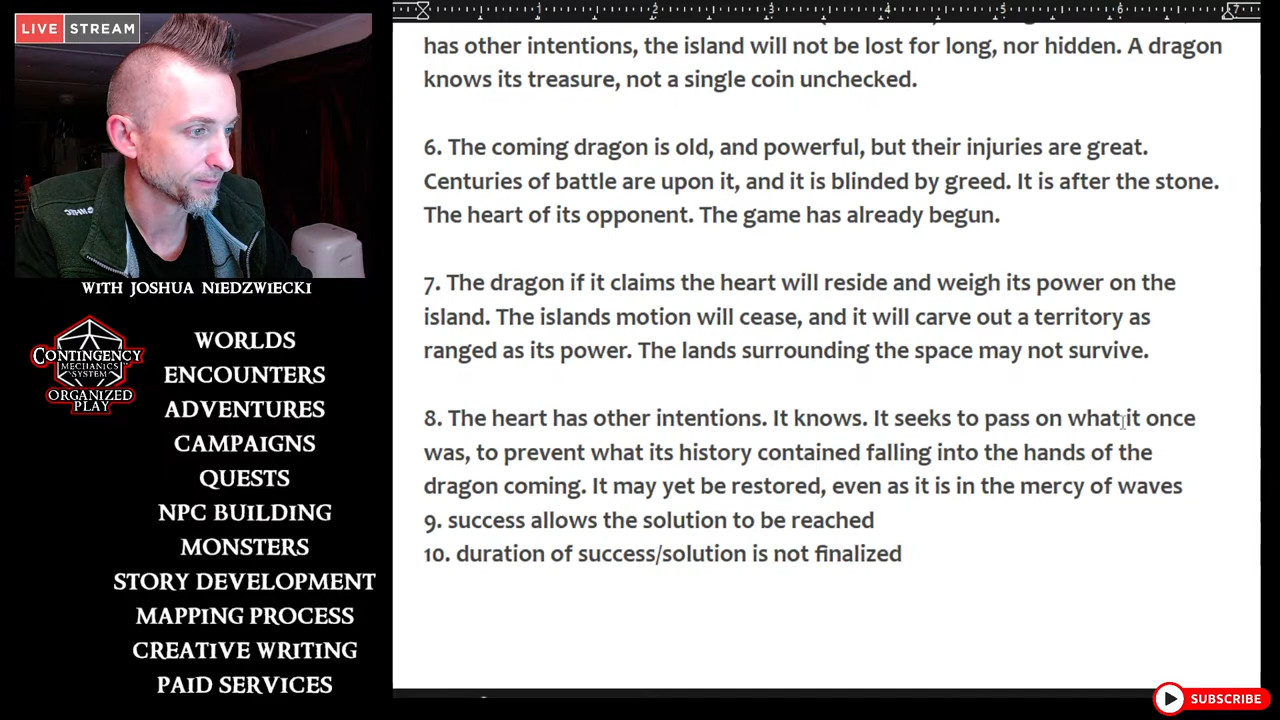 LIVE STREAM
WITH JOSHUA NIEDZWIECKI
CONTINGENCY
MECHANICS
SYSTEM
ORGANIZED
PLAY
WORLDS
ENCOUNTERS
ADVENTURES
CAMPAIGNS
QUESTS
NPC BUILDING
MONSTERS
STORY DEVELOPMENT
MAPPING PROCESS
CREATIVE WRITING
PAID SERVICES
1 2 3 4 5 6 7
has other intentions, the island will not be lost for long, nor hidden. A dragon
knows its treasure, not a single coin unchecked.
6. The coming dragon is old, and powerful, but their injuries are great.
Centuries of battle are upon it, and it is blinded by greed. It is after the stone.
The heart of its opponent. The game has already begun.
7. The dragon if it claims the heart will reside and weigh its power on the
island. The islands motion will cease, and it will carve out a territory as
ranged as its power. The lands surrounding the space may not survive.
8. The heart has other intentions. It knows. It seeks to pass on what it once
was, to prevent what its history contained falling into the hands of the
dragon coming. It may yet be restored, even as it is in the mercy of waves
9. success allows the solution to be reached
10. duration of success/solution is not finalized
SUBSCRIBE